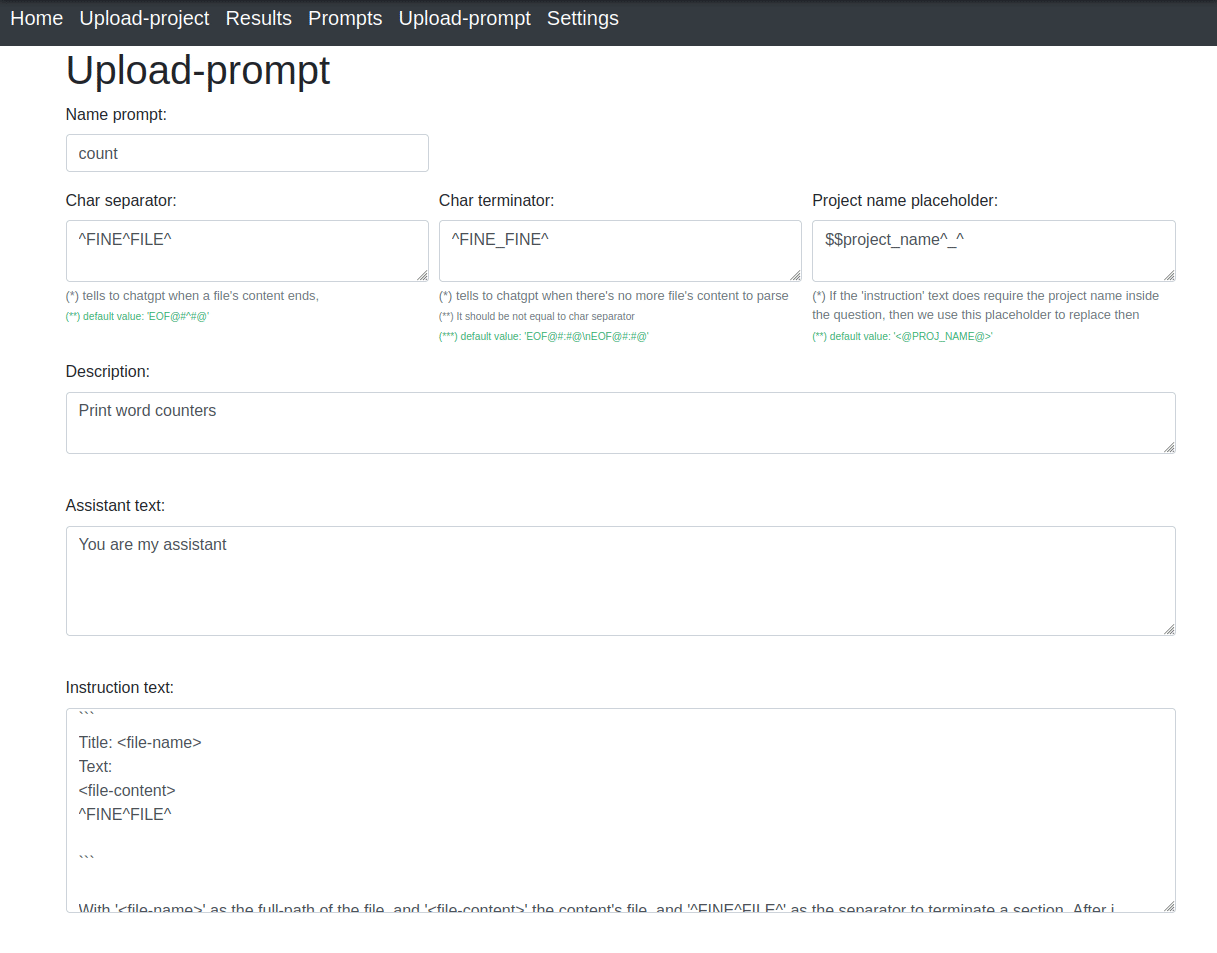 Home Upload-project Results Prompts Upload-prompt Settings
Upload-prompt
Name prompt:
count
Char separator:
^FINE^FILE^
(*) tells to chatgpt when a file's content ends,
(**) default value: 'EOF@#^#@'
Char terminator:
^FINE_FINE^
(*) tells to chatgpt when there's no more file's content to parse
(**) It should be not equal to char separator
(***) default value: 'EOF@#:#@\nEOF@#:#@'
Project name placeholder:
$$project_name^_^
(*) If the 'instruction' text does require the project name inside
the question, then we use this placeholder to replace then
(**) default value: '<@PROJ_NAME@>'
Description:
Print word counters
Assistant text:
You are my assistant
Instruction text:
```
Title: <file-name>
Text:
<file-content>
^FINE^FILE^
```
With '<file-name>' as the full-path of the file, and '<file-content>' the content's file, and '^FINE^FILE^' as the separator to terminate a section. After i